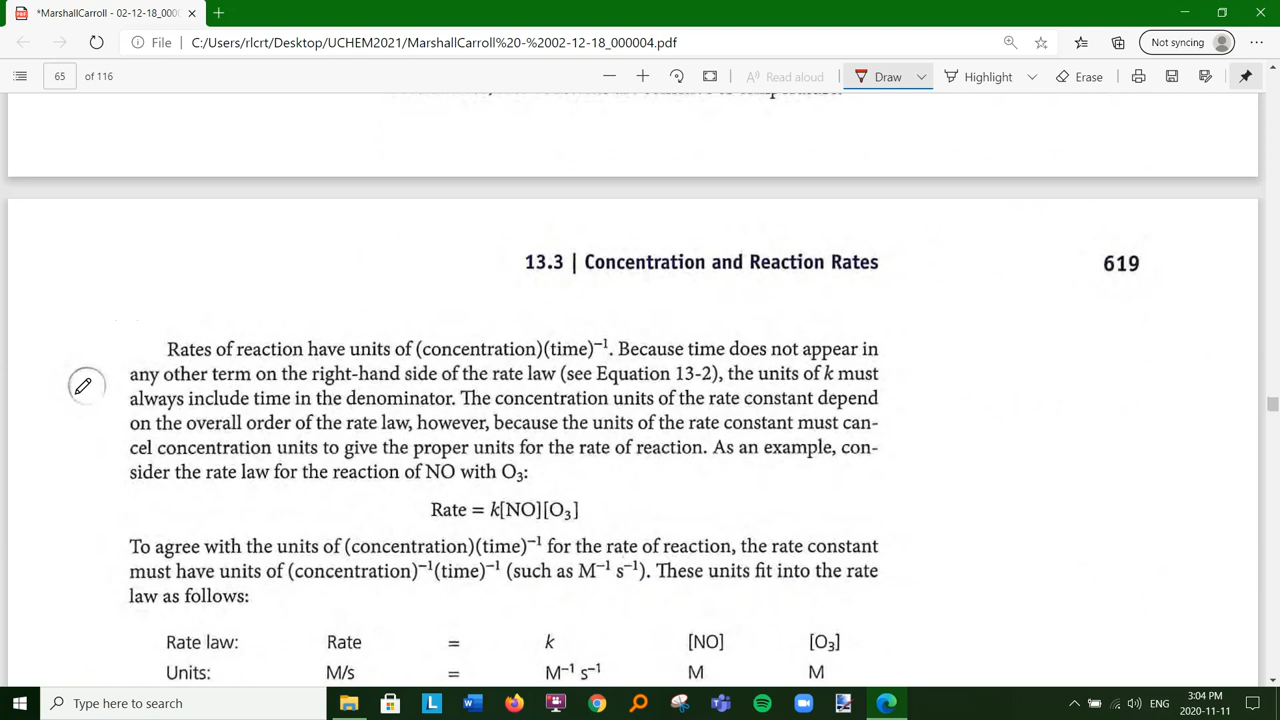 *MarshallCarroll - 02-12-18_000(
File
C:/Users/rlcrt/Desktop/UCHEM2021/MarshallCarroll%20-%2002-12-18_000004.pdf
Not syncing
65 of 116
Read aloud
Draw
Highlight
Erase
13.3 | Concentration and Reaction Rates 619
Rates of reaction have units of (concentration)(time)⁻¹. Because time does not appear in
any other term on the right-hand side of the rate law (see Equation 13-2), the units of k must
always include time in the denominator. The concentration units of the rate constant depend
on the overall order of the rate law, however, because the units of the rate constant must can-
cel concentration units to give the proper units for the rate of reaction. As an example, con-
sider the rate law for the reaction of NO with O₃:
Rate = k[NO][O₃]
To agree with the units of (concentration)(time)⁻¹ for the rate of reaction, the rate constant
must have units of (concentration)⁻¹(time)⁻¹ (such as M⁻¹ s⁻¹). These units fit into the rate
law as follows:
Rate law: Rate = k [NO] [O₃]
Units: M/s = M⁻¹ s⁻¹ M M
Type here to search
ENG
3:04 PM
2020-11-11